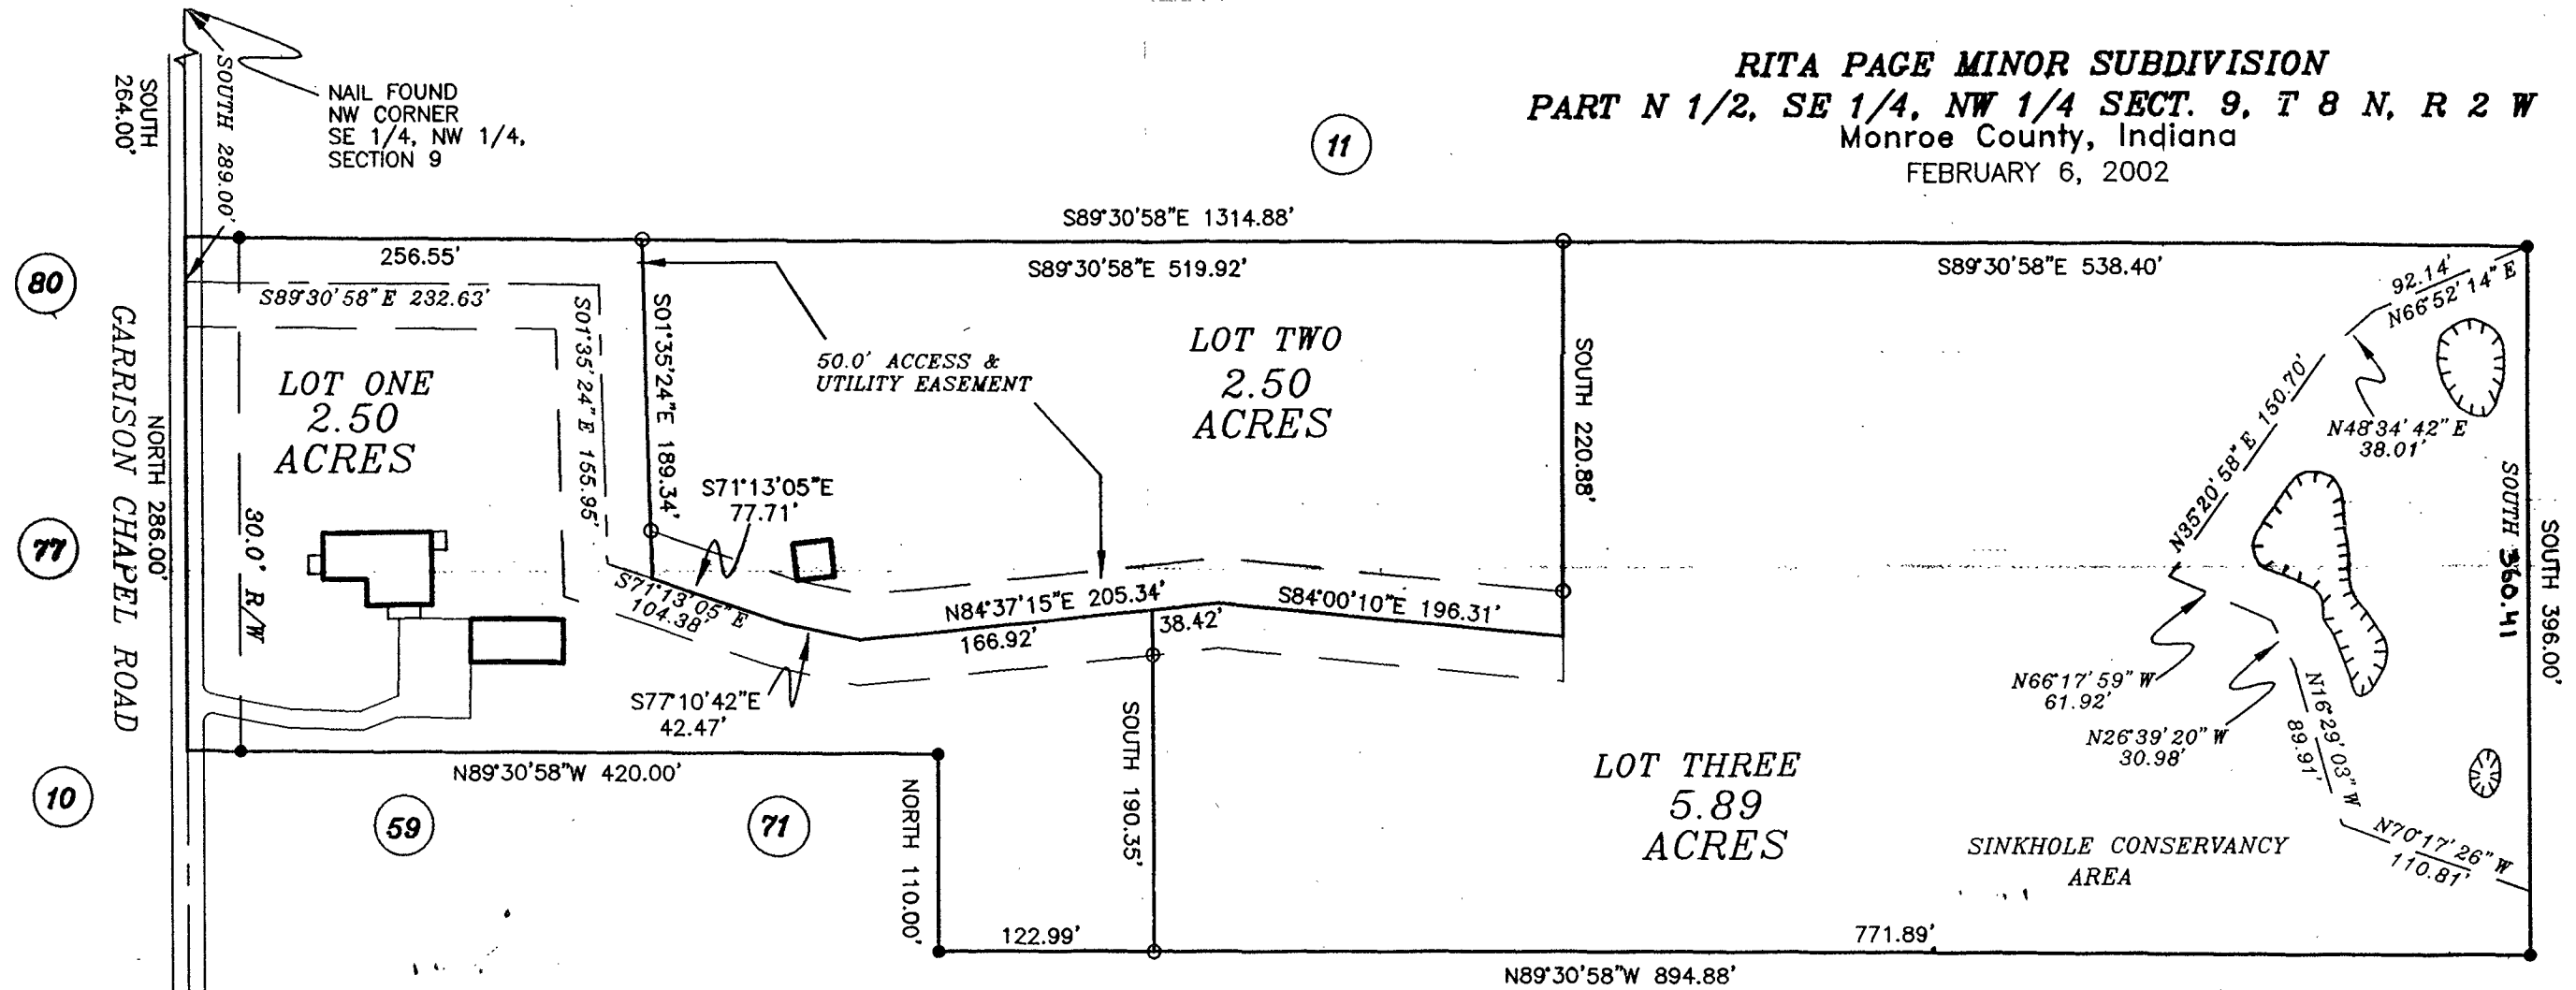 RITA PAGE MINOR SUBDIVISION
PART N 1/2, SE 1/4, NW 1/4 SECT. 9, T 8 N, R 2 W
Monroe County, Indiana
FEBRUARY 6, 2002
SOUTH
264.00'
SOUTH 289.00'
NAIL FOUND
NW CORNER
SE 1/4, NW 1/4,
SECTION 9
11
S89°30'58"E 1314.88'
256.55'
S89°30'58"E 519.92'
S89°30'58"E 538.40'
80
S89°30'58"E 232.63'
S01°35'24"E 155.95'
S01°35'24"E 189.34'
50.0' ACCESS &
UTILITY EASEMENT
LOT ONE
2.50
ACRES
LOT TWO
2.50
ACRES
SOUTH 220.88'
92.14'
N66°52'14"E
N48°34'42"E
38.01'
N35°20'58"E 150.70'
SOUTH 360.41
SOUTH 396.00'
GARRISON CHAPEL ROAD
NORTH 286.00'
30.0' R/W
77
S71°13'05"E
77.71'
S71°13'05"E
104.38'
N84°37'15"E 205.34'
166.92'
38.42'
S84°00'10"E 196.31'
S77°10'42"E
42.47'
N66°17'59"W
61.92'
N26°39'20"W
30.98'
N16°29'03"W
89.91'
N70°17'26"W
110.81'
N89°30'58"W 420.00'
10
59
71
NORTH 110.00'
SOUTH 190.35'
LOT THREE
5.89
ACRES
SINKHOLE CONSERVANCY
AREA
122.99'
771.89'
N89°30'58"W 894.88'